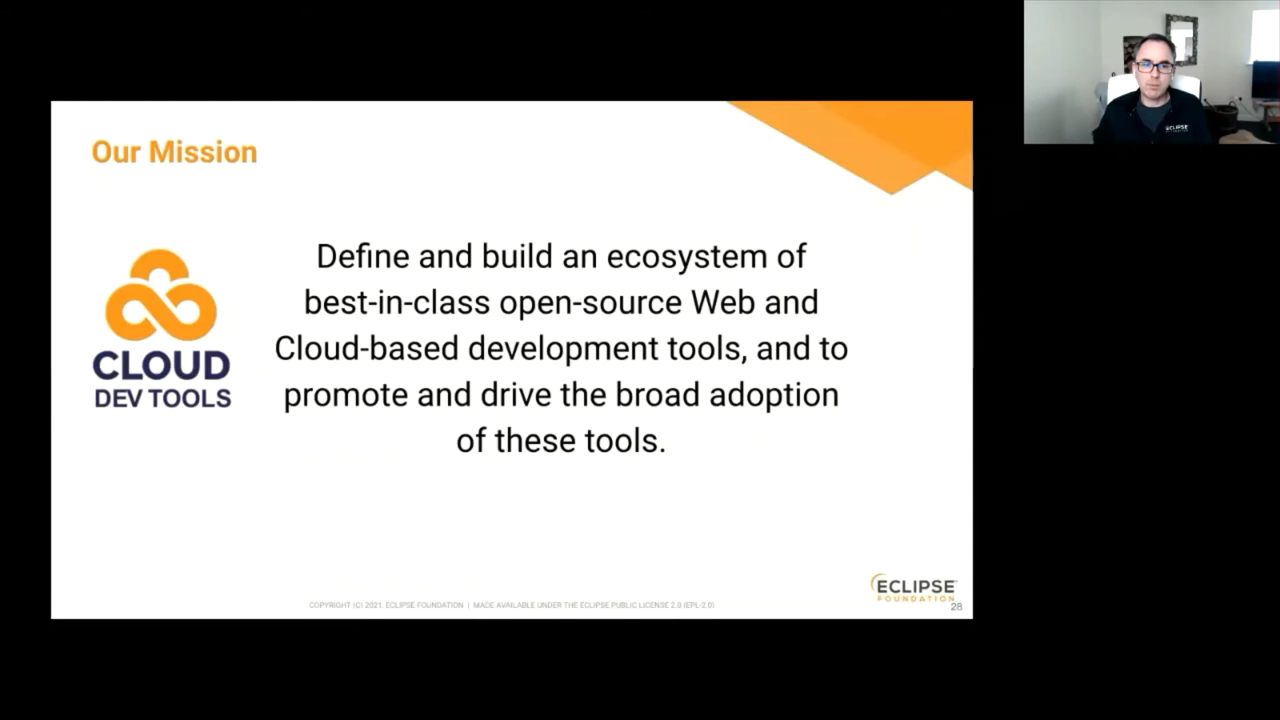 Our Mission
CLOUD
DEV TOOLS
Define and build an ecosystem of
best-in-class open-source Web and
Cloud-based development tools, and to
promote and drive the broad adoption
of these tools.
COPYRIGHT (C) 2021, ECLIPSE FOUNDATION | MADE AVAILABLE UNDER THE ECLIPSE PUBLIC LICENSE 2.0 (EPL-2.0)
ECLIPSE
FOUNDATION
28
ECLIPSE